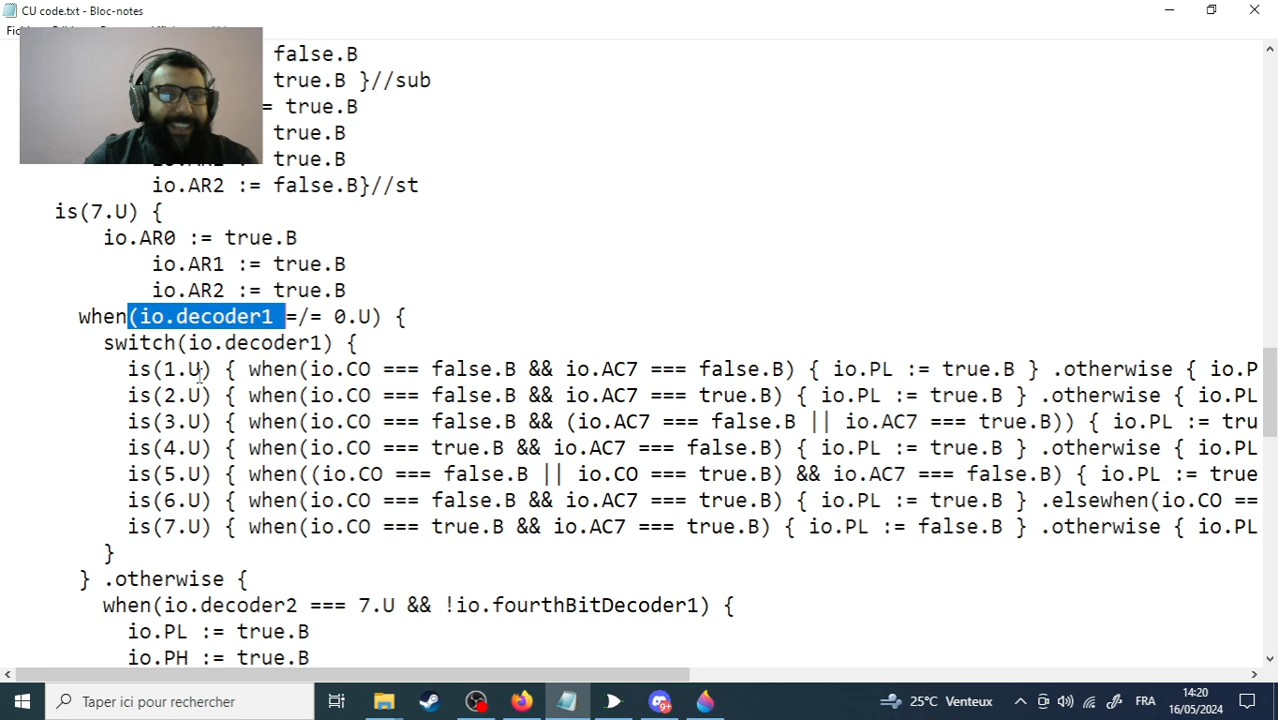 CU code.txt - Bloc-notes
false.B
true.B }//sub
= true.B
true.B
true.B
io.AR2 := false.B}//st
is(7.U) {
io.AR0 := true.B
io.AR1 := true.B
io.AR2 := true.B
when(io.decoder1 =/= 0.U) {
switch(io.decoder1) {
is(1.U) { when(io.CO === false.B && io.AC7 === false.B) { io.PL := true.B } .otherwise { io.P
is(2.U) { when(io.CO === false.B && io.AC7 === true.B) { io.PL := true.B } .otherwise { io.PL
is(3.U) { when(io.CO === false.B && (io.AC7 === false.B || io.AC7 === true.B)) { io.PL := tru
is(4.U) { when(io.CO === true.B && io.AC7 === false.B) { io.PL := true.B } .otherwise { io.PL
is(5.U) { when((io.CO === false.B || io.CO === true.B) && io.AC7 === false.B) { io.PL := true
is(6.U) { when(io.CO === false.B && io.AC7 === true.B) { io.PL := true.B } .elsewhen(io.CO ==
is(7.U) { when(io.CO === true.B && io.AC7 === true.B) { io.PL := false.B } .otherwise { io.PL
}
} .otherwise {
when(io.decoder2 === 7.U && !io.fourthBitDecoder1) {
io.PL := true.B
io.PH := true.B
Taper ici pour rechercher
9+
25°C Venteux
FRA
14:20
16/05/2024